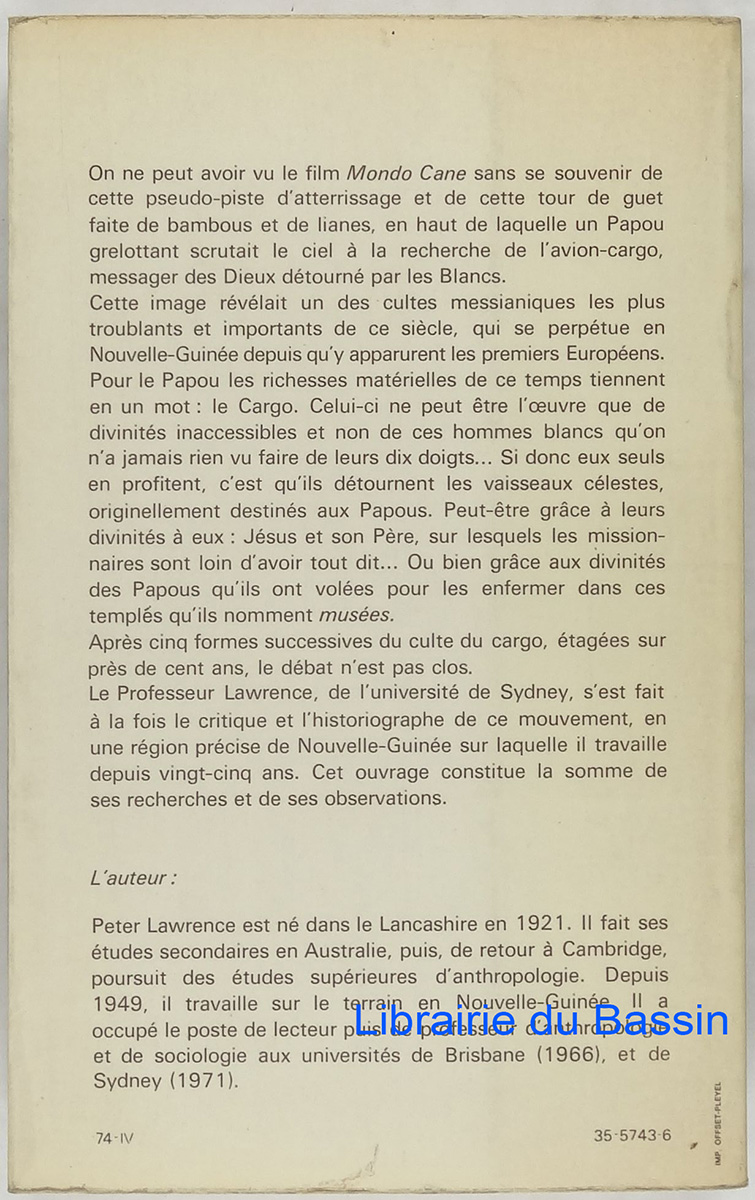 On ne peut avoir vu le film Mondo Cane sans se souvenir de
cette pseudo-piste d'atterrissage et de cette tour de guet
faite de bambous et de lianes, en haut de laquelle un Papou
grelottant scrutait le ciel à la recherche de l'avion-cargo,
messager des Dieux détourné par les Blancs.
Cette image révélait un des cultes messianiques les plus
troublants et importants de ce siècle, qui se perpétue en
Nouvelle-Guinée depuis qu'y apparurent les premiers Européens.
Pour le Papou les richesses matérielles de ce temps tiennent
en un mot : le Cargo. Celui-ci ne peut être l'œuvre que de
divinités inaccessibles et non de ces hommes blancs qu'on
n'a jamais rien vu faire de leurs dix doigts... Si donc eux seuls
en profitent, c'est qu'ils détournent les vaisseaux célestes,
originellement destinés aux Papous. Peut-être grâce à leurs
divinités à eux : Jésus et son Père, sur lesquels les mission-
naires sont loin d'avoir tout dit... Ou bien grâce aux divinités
des Papous qu'ils ont volées pour les enfermer dans ces
temples qu'ils nomment musées.
Après cinq formes successives du culte du cargo, étagées sur
près de cent ans, le débat n'est pas clos.
Le Professeur Lawrence, de l'université de Sydney, s'est fait
à la fois le critique et l'historiographe de ce mouvement, en
une région précise de Nouvelle-Guinée sur laquelle il travaille
depuis vingt-cinq ans. Cet ouvrage constitue la somme de
ses recherches et de ses observations.
L'auteur :
Peter Lawrence est né dans le Lancashire en 1921. Il fait ses
études secondaires en Australie, puis, de retour à Cambridge,
poursuit des études supérieures d'anthropologie. Depuis
1949, il travaille sur le terrain en Nouvelle-Guinée. Il a
Librairie du Bassin
occupé le poste de lecteur puis de professeur d'anthropologie
et de sociologie aux universités de Brisbane (1966), et de
Sydney (1971).
74-IV
35-5743-6
IMP. OFFSET-PLEYEL